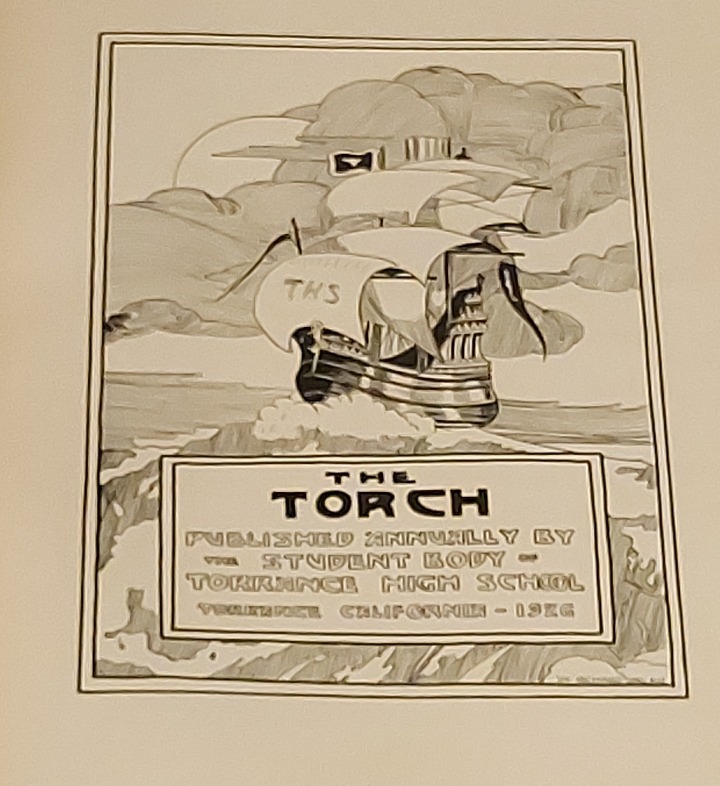 THS
THE
TORCH
PUBLISHED ANNUALLY BY
THE STUDENT BODY OF
TORRANCE HIGH SCHOOL
TORRANCE CALIFORNIA - 1926